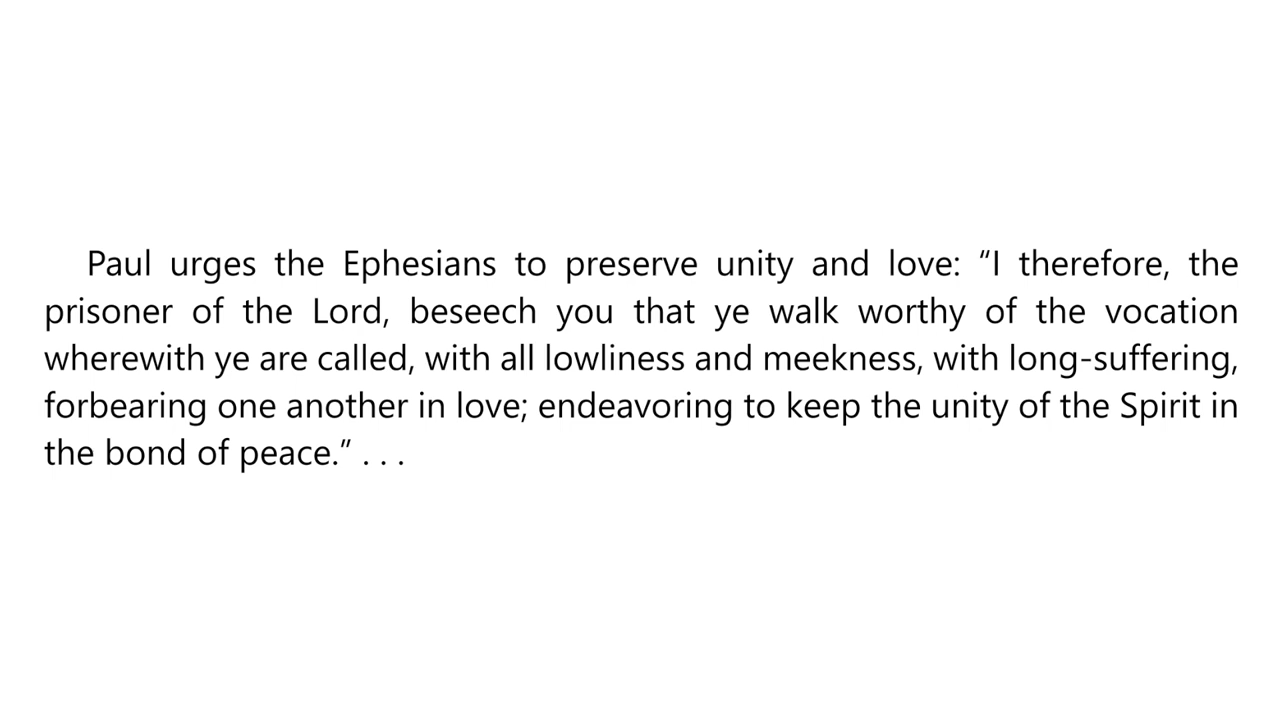 Paul urges the Ephesians to preserve unity and love: “I therefore, the
prisoner of the Lord, beseech you that ye walk worthy of the vocation
wherewith ye are called, with all lowliness and meekness, with long-suffering,
forbearing one another in love; endeavoring to keep the unity of the Spirit in
the bond of peace.” . . .